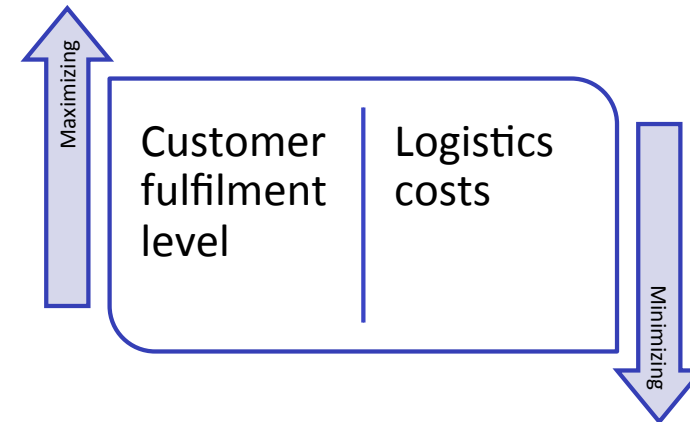 Maximizing
Customer
fulfilment
level
Logistics
costs
Minimizing